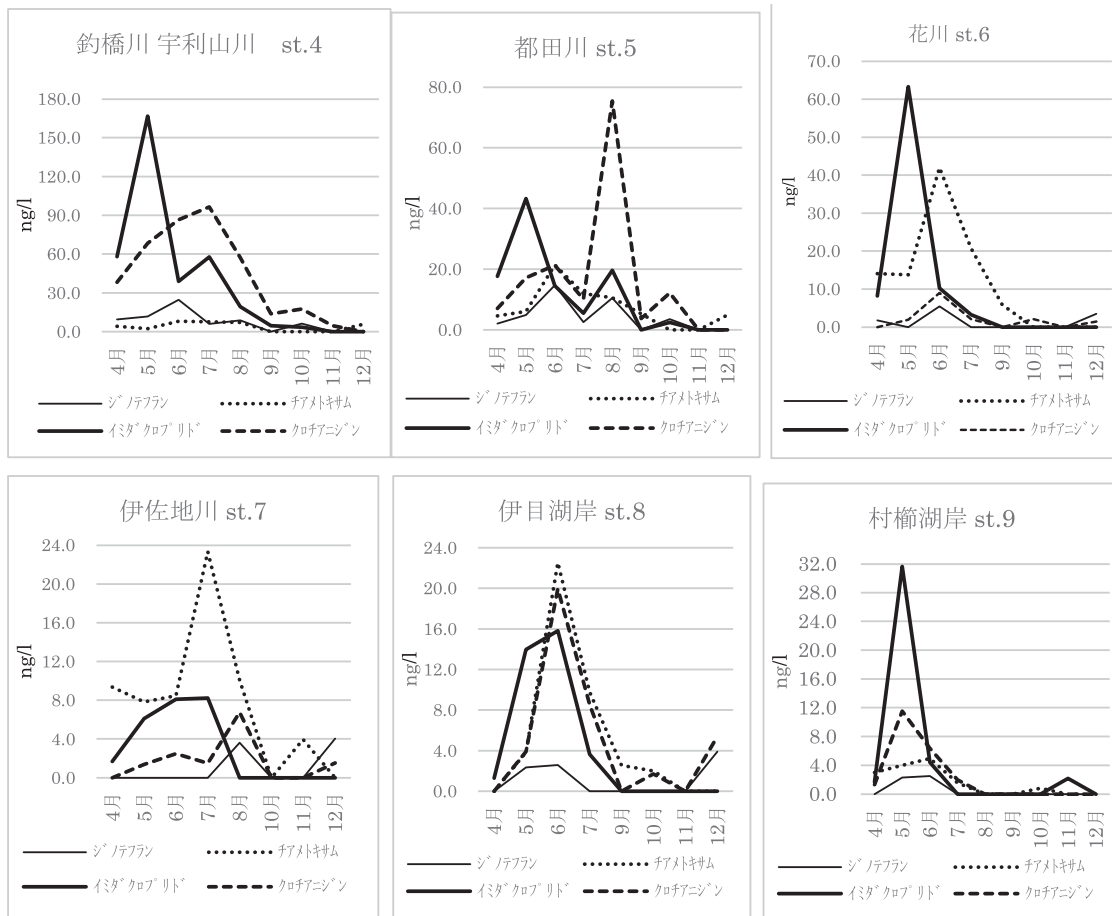 釣橋川 宇利山川　st.4
180.0
150.0
120.0
90.0
60.0
30.0
0.0
ng/l
4月
5月
6月
7月
8月
9月
10月
11月
12月
ジノテフラン
チアメトキサム
イミダクロプリド
クロチアニジン
都田川 st.5
80.0
60.0
40.0
20.0
0.0
ng/l
4月
5月
6月
7月
8月
9月
10月
11月
12月
ジノテフラン
チアメトキサム
イミダクロプリド
クロチアニジン
花川 st.6
70.0
60.0
50.0
40.0
30.0
20.0
10.0
0.0
ng/l
4月
5月
6月
7月
8月
9月
10月
11月
12月
ジノテフラン
チアメトキサム
イミダクロプリド
クロチアニジン
伊佐地川 st.7
24.0
20.0
16.0
12.0
8.0
4.0
0.0
ng/l
4月
5月
6月
7月
8月
10月
11月
12月
ジノテフラン
チアメトキサム
イミダクロプリド
クロチアニジン
伊目湖岸 st.8
24.0
20.0
16.0
12.0
8.0
4.0
0.0
ng/l
4月
5月
6月
7月
9月
10月
11月
12月
ジノテフラン
チアメトキサム
イミダクロプリド
クロチアニジン
村櫛湖岸 st.9
32.0
28.0
24.0
20.0
16.0
12.0
8.0
4.0
0.0
ng/l
4月
5月
6月
7月
8月
9月
10月
11月
12月
ジノテフラン
チアメトキサム
イミダクロプリド
クロチアニジン